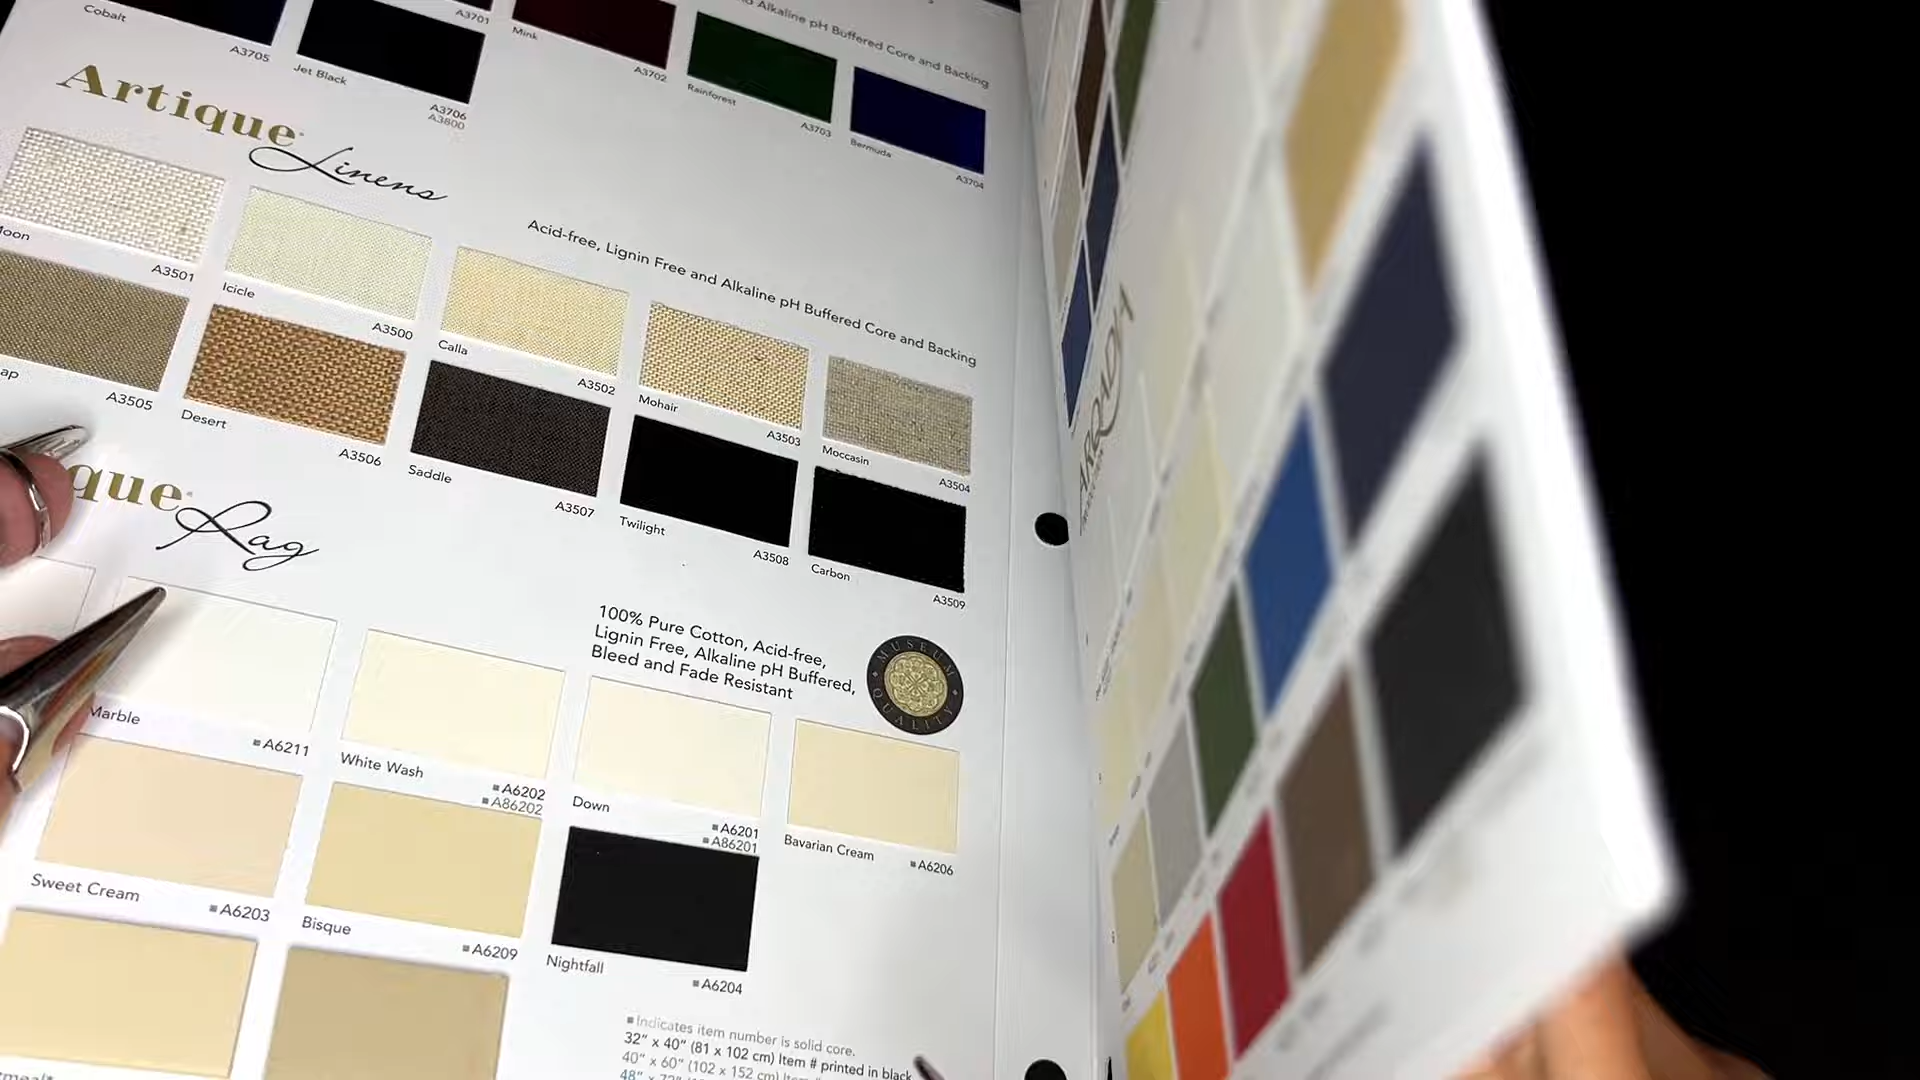 Cobalt
A3705
Jet Black
A3706
A3800
A3701
Mink
A3702
Alkaline pH Buffered Core and Backing
Rainforest
A3703
Bermuda
A3704
Artique
Linens
Acid-free, Lignin Free and Alkaline pH Buffered Core and Backing
A3501
Icicle
A3500
Calla
A3502
Mohair
A3503
Moccasin
A3504
A3505
Desert
A3506
Saddle
A3507
Twilight
A3508
Carbon
A3509
que
Rag
100% Pure Cotton, Acid-free,
Lignin Free, Alkaline pH Buffered,
Bleed and Fade Resistant
MUSEUM QUALITY
Marble
A6211
White Wash
A6202
A86202
Down
A6201
A86201
Bavarian Cream
A6206
Sweet Cream
A6203
Bisque
A6209
Nightfall
A6204
Indicates item number is solid core.
32" x 40" (81 x 102 cm) Item # printed in black
40" x 60" (102 x 152 cm)
48"
ARQADIA